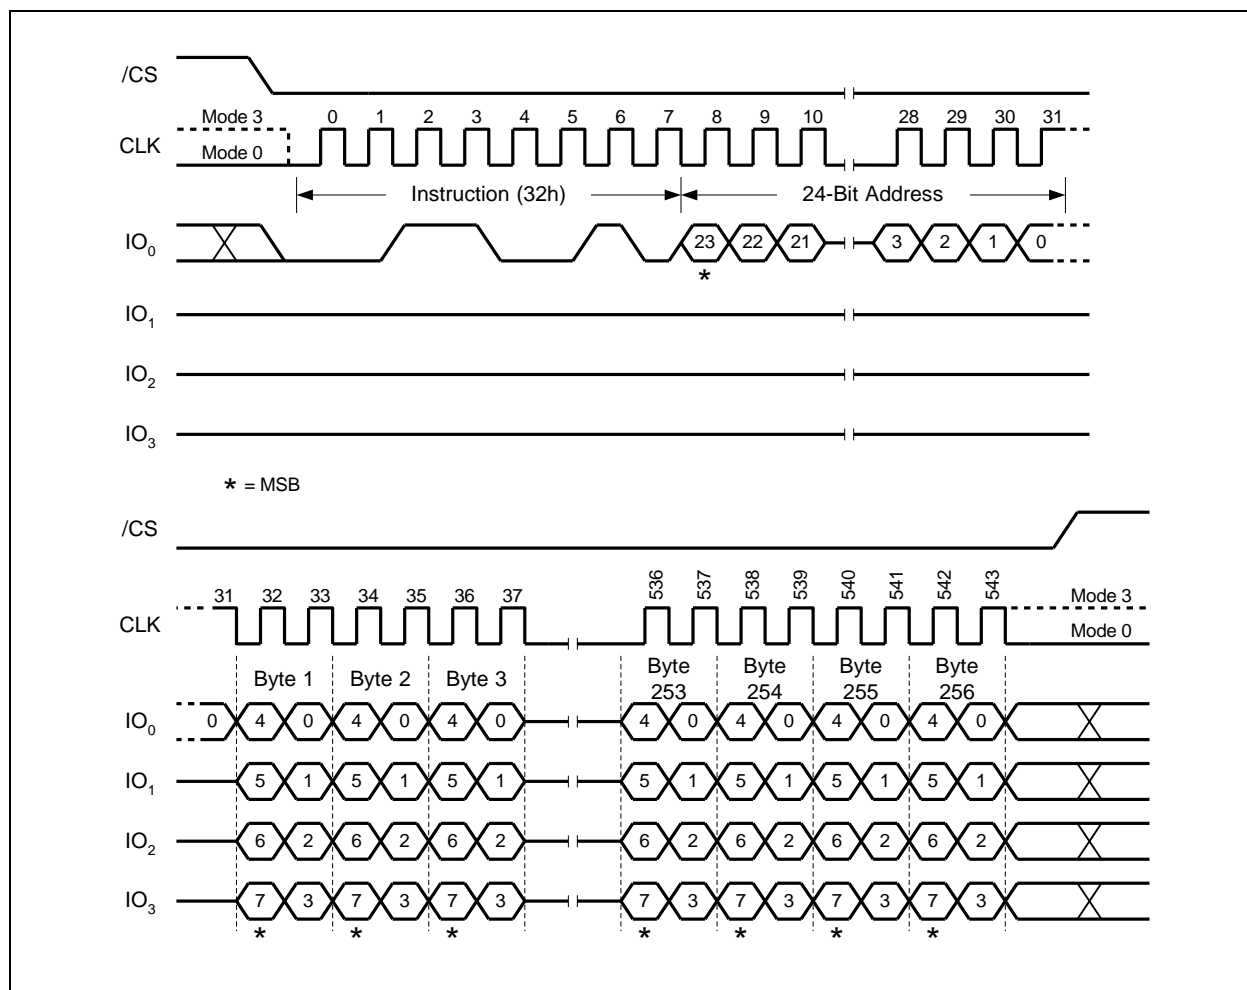 /CS
Mode 3
0 1 2 3 4 5 6 7 8 9 10 28 29 30 31
CLK
Mode 0
Instruction (32h) 24-Bit Address
IO0 23 22 21 3 2 1 0
*
IO1
IO2
IO3
* = MSB
/CS
31 32 33 34 35 36 37 536 537 538 539 540 541 542 543
Mode 3
CLK
Mode 0
Byte 1 Byte 2 Byte 3 Byte 253 Byte 254 Byte 255 Byte 256
IO0 0 4 0 4 0 4 0 4 0 4 0 4 0 4 0
IO1 5 1 5 1 5 1 5 1 5 1 5 1 5 1
IO2 6 2 6 2 6 2 6 2 6 2 6 2 6 2
IO3 7 3 7 3 7 3 7 3 7 3 7 3 7 3
* * * * * * *